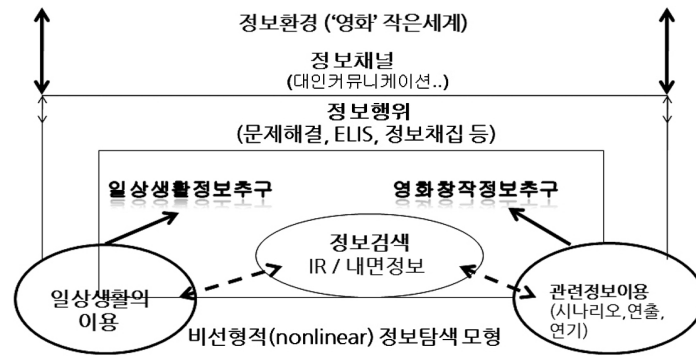 정보환경 (‘영화’ 작은세계)
정보채널
(대인커뮤니케이션..)
정보행위
(문제해결, ELIS, 정보채집 등)
일상생활정보추구
영화창작정보추구
정보검색
IR / 내면정보
일상생활의
이용
관련정보이용
(시나리오,연출,
연기)
비선형적(nonlinear) 정보탐색 모형